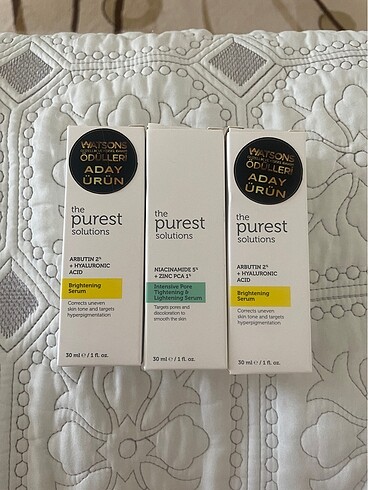 WATSONS
ÖDÜLLERİ
ADAY
ÜRÜN
the
purest
solutions
ARBUTIN 2%
+ HYALURONIC
ACID
Brightening
Serum
Corrects uneven
skin tone and targets
hyperpigmentation
30 ml ℮ / 1 fl. oz.
the
purest
solutions
NIACINAMIDE 5%
+ ZINC PCA 1%
Intensive Pore
Tightening &
Lightening Serum
Targets pores and
discoloration to
smooth the skin
30 ml ℮ / 1 fl. oz.
WATSONS
ÖDÜLLERİ
ADAY
ÜRÜN
the
purest
solutions
ARBUTIN 2%
+ HYALURONIC
ACID
Brightening
Serum
Corrects uneven
skin tone and targets
hyperpigmentation
30 ml ℮ / 1 fl. oz.